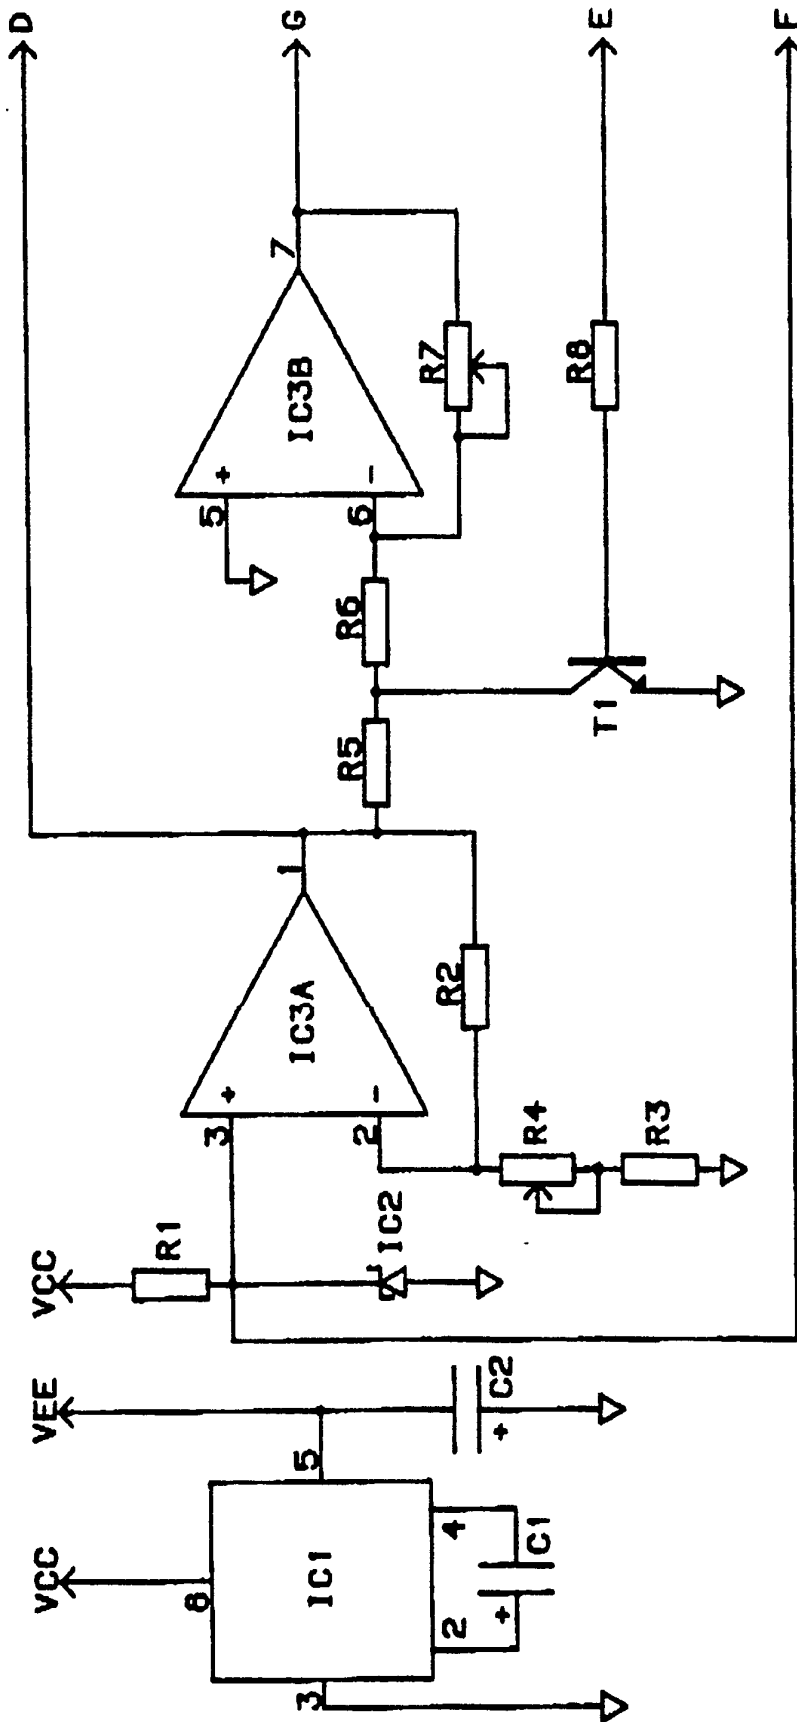 D
VCC
VEE
VCC
R1
8
3
+
5
+
7
G
1
IC3A
IC3B
3
IC1
5
2
-
R5
R6
6
-
IC2
R7
2
4
R2
+
C2
+
C1
R4
R3
T1
R8
E
F